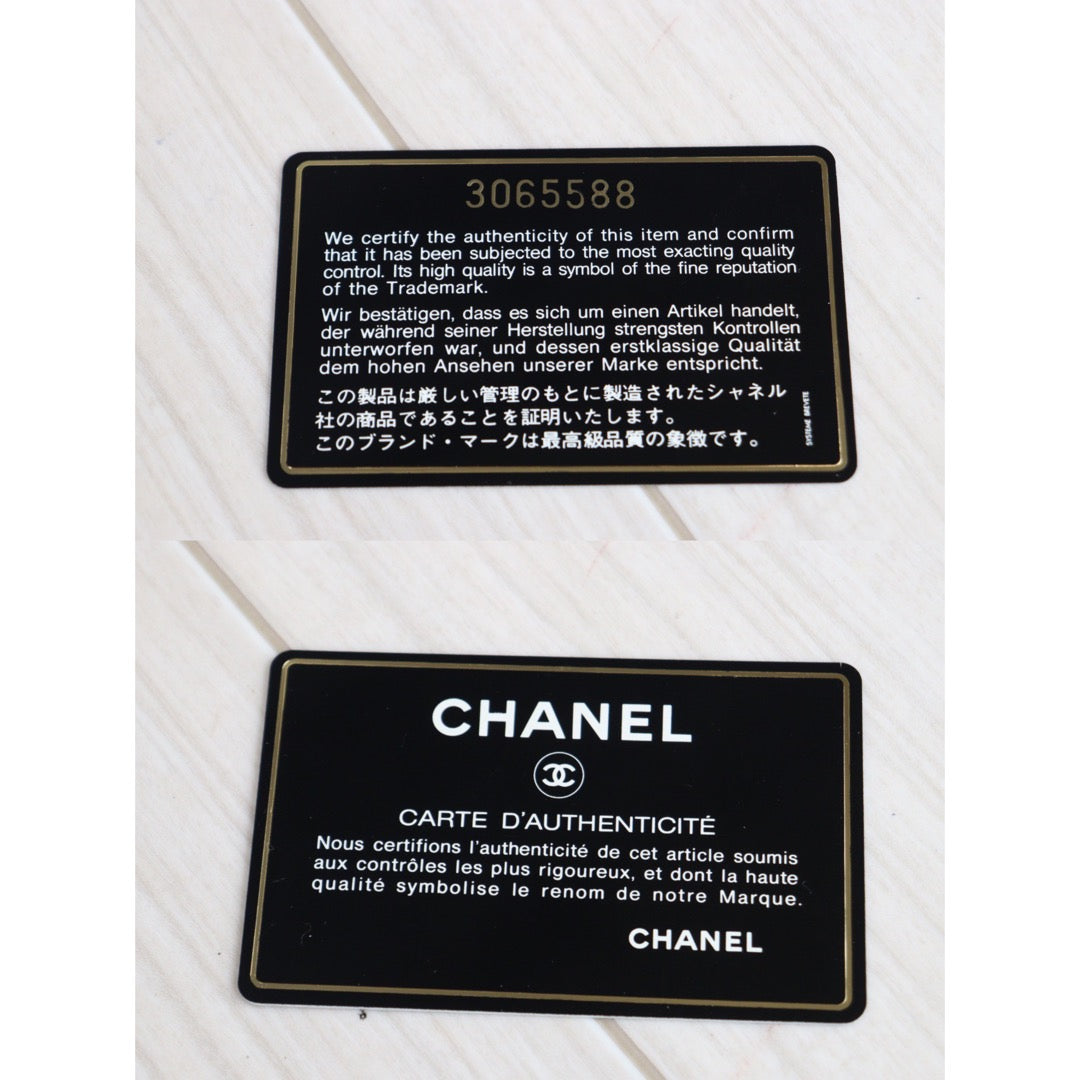 3065588
We certify the authenticity of this item and confirm
that it has been subjected to the most exacting quality
control. Its high quality is a symbol of the fine reputation
of the Trademark.
Wir bestätigen, dass es sich um einen Artikel handelt,
der während seiner Herstellung strengsten Kontrollen
unterworfen war, und dessen erstklassige Qualität
dem hohen Ansehen unserer Marke entspricht.
この製品は厳しい管理のもとに製造されたシャネル
社の商品であることを証明いたします。
このブランド・マークは最高級品質の象徴です。
SYSTEME BREVETE
CHANEL
CARTE D'AUTHENTICITÉ
Nous certifions l'authenticité de cet article soumis
aux contrôles les plus rigoureux, et dont la haute
qualité symbolise le renom de notre Marque.
CHANEL